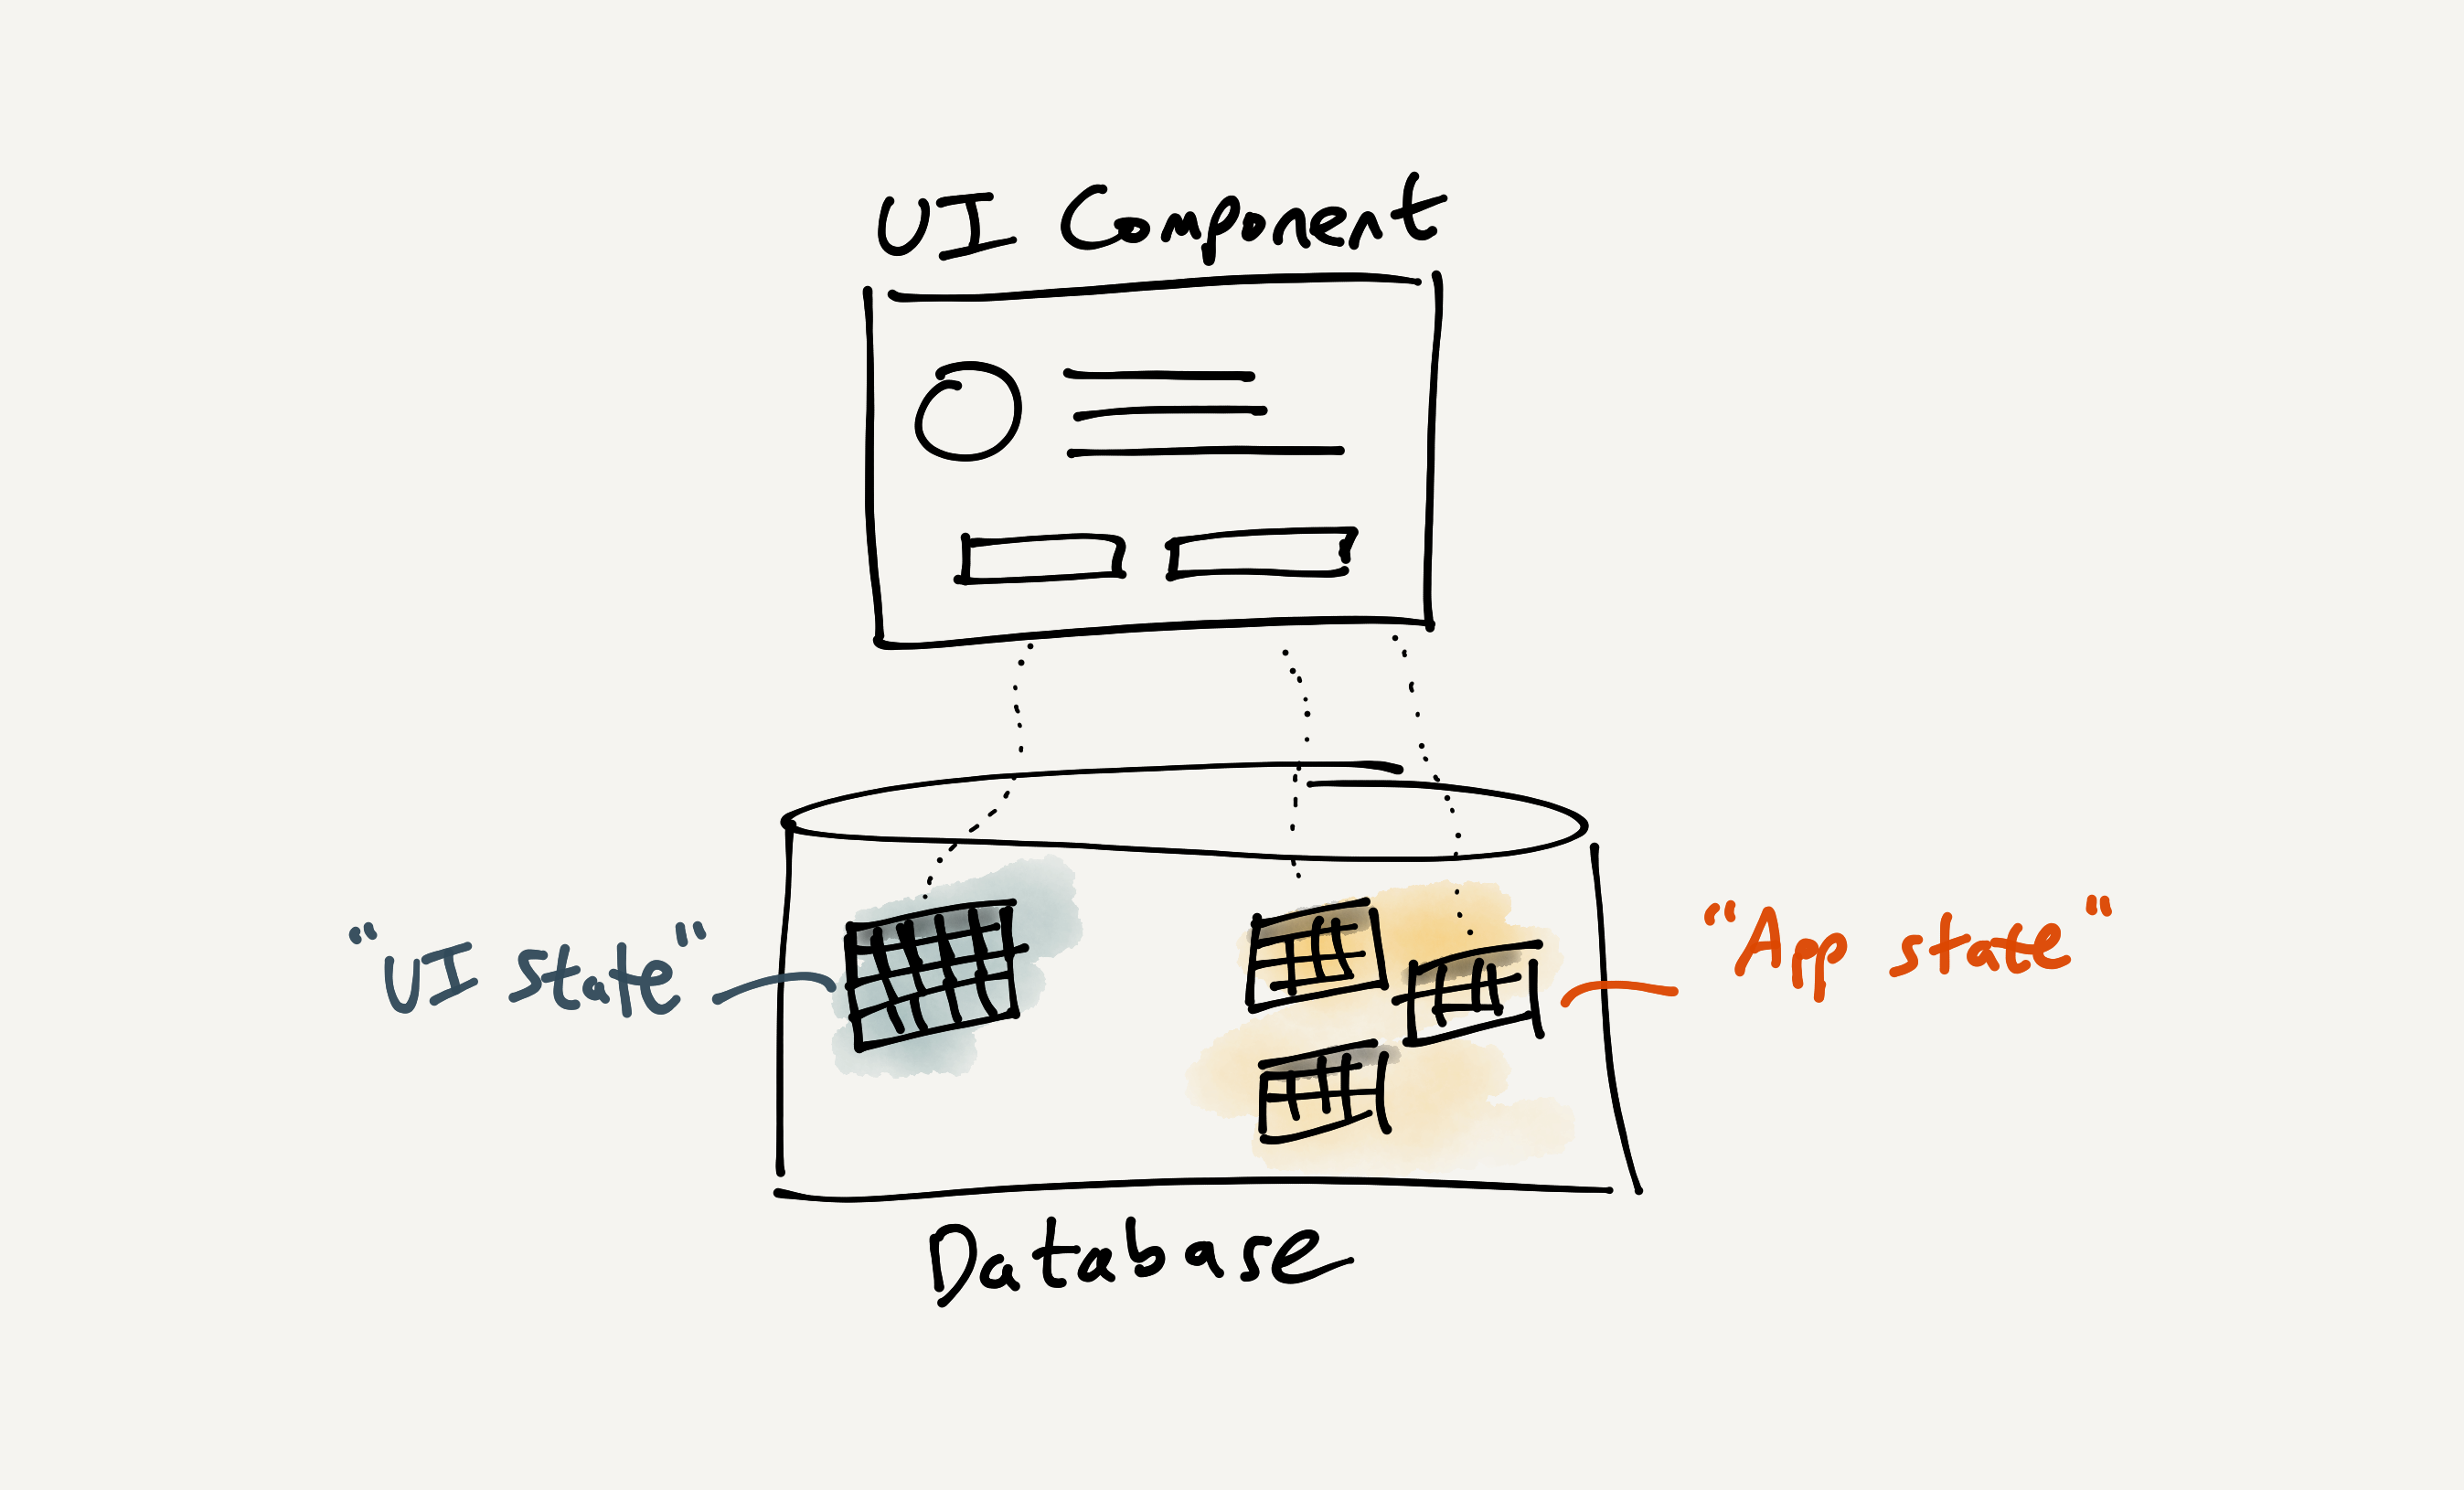 UI Component
"UI state"
"App state"
Database